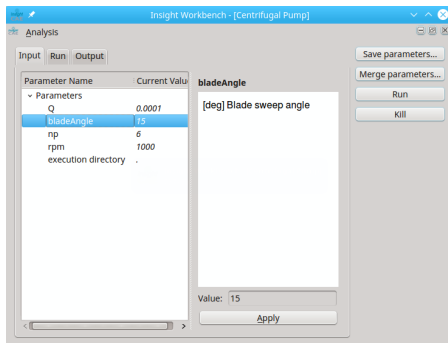 Insight Workbench - [Centrifugal Pump]
Analysis
Input Run Output
Parameter Name Current Valu
Parameters
Q 0.0001
bladeAngle 15
np 6
rpm 1000
execution directory .
bladeAngle
[deg] Blade sweep angle
Value: 15
Apply
Save parameters...
Merge parameters...
Run
Kill